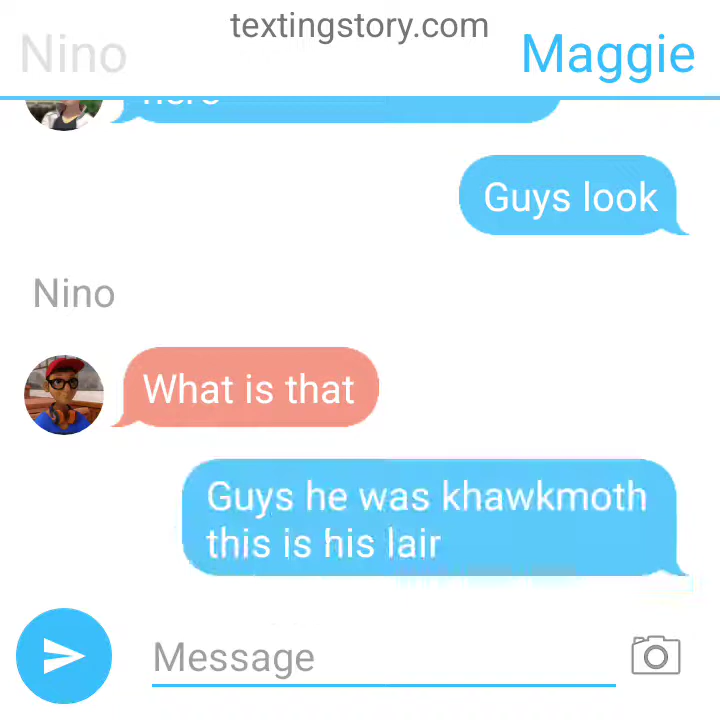 textingstory.com
Nino
Maggie
Guys look
Nino
What is that
Guys he was khawkmoth
this is his lair
Message